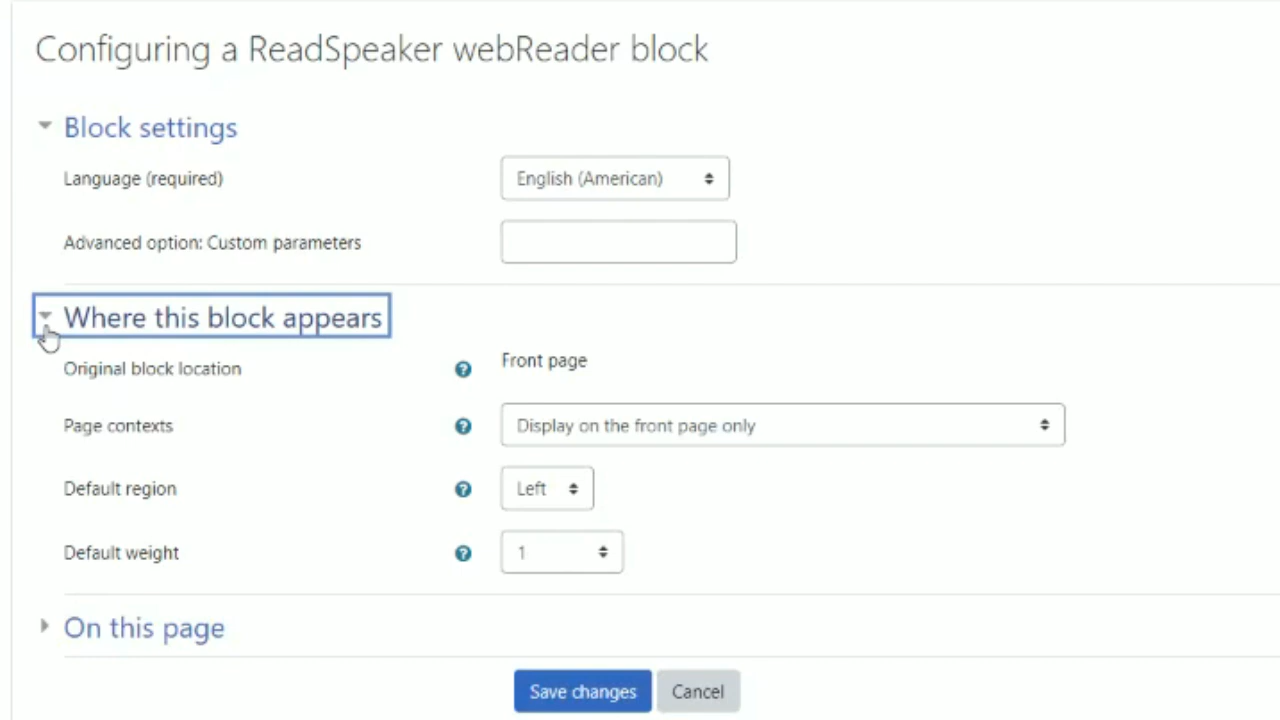 Configuring a ReadSpeaker webReader block
Block settings
Language (required) English (American)
Advanced option: Custom parameters
Where this block appears
Original block location Front page
Page contexts Display on the front page only
Default region Left
Default weight 1
On this page
Save changes Cancel